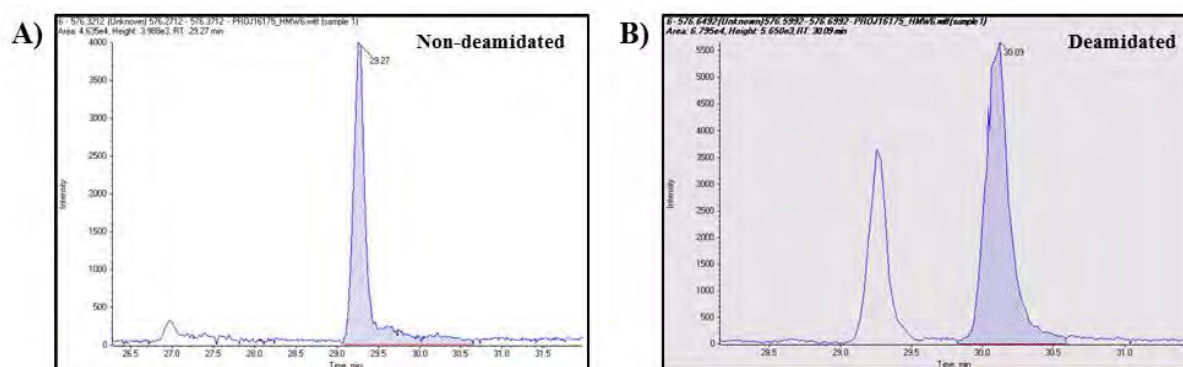 A)
6 - 576.3212 (Unknown) 576.2712 - 576.3712 - PROJ16175_HMW6.wiff (sample 1)
Area: 4.635e4, Height: 3.988e3, RT: 29.27 min
Non-deamidated
29.27
4000
3500
3000
2500
2000
1500
1000
500
0
Intensity
26.5 27.0 27.5 28.0 28.5 29.0 29.5 30.0 30.5 31.0 31.5
Time, min
B)
6 - 576.6492 (Unknown) 576.5992 - 576.6992 - PROJ16175_HMW6.wiff (sample 1)
Area: 6.795e4, Height: 5.650e3, RT: 30.09 min
Deamidated
30.09
5500
5000
4500
4000
3500
3000
2500
2000
1500
1000
500
0
Intensity
28.5 29.0 29.5 30.0 30.5 31.0
Time, min